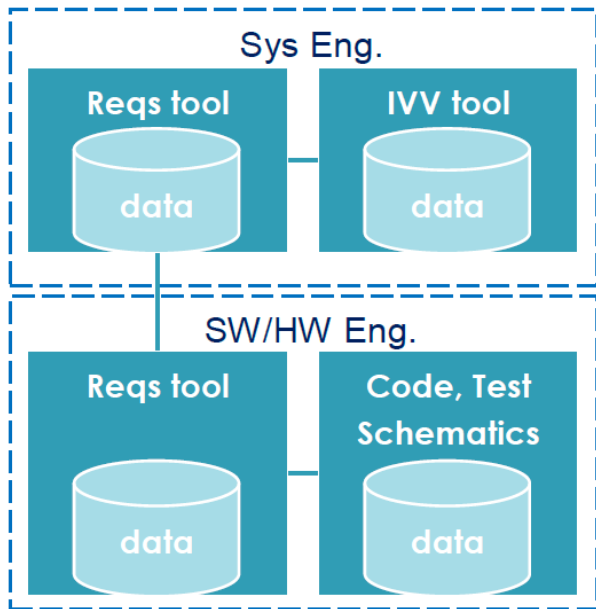 Sys Eng.
Reqs tool
IVV tool
data
data
SW/HW Eng.
Reqs tool
Code, Test
Schematics
data
data